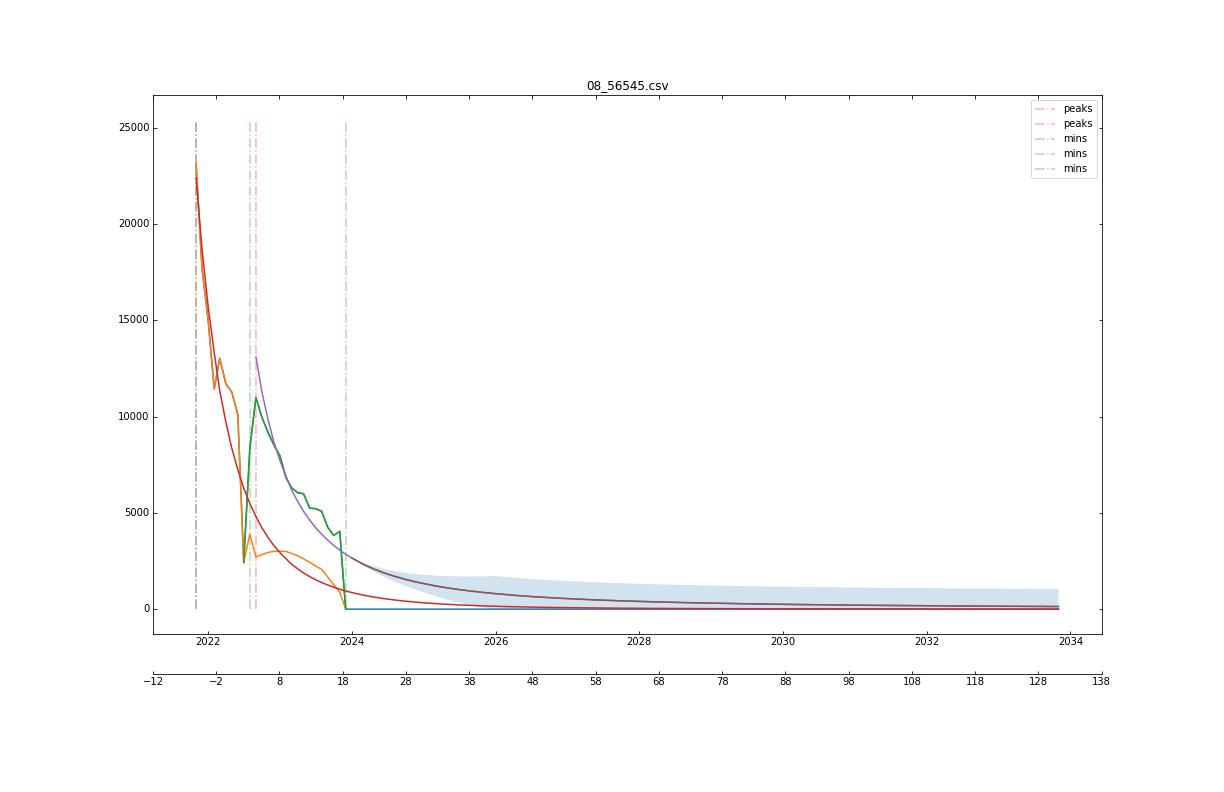 08_56545.csv
peaks
peaks
mins
mins
mins
25000
20000
15000
10000
5000
0
2022 2024 2026 2028 2030 2032 2034
−12 −2 8 18 28 38 48 58 68 78 88 98 108 118 128 138